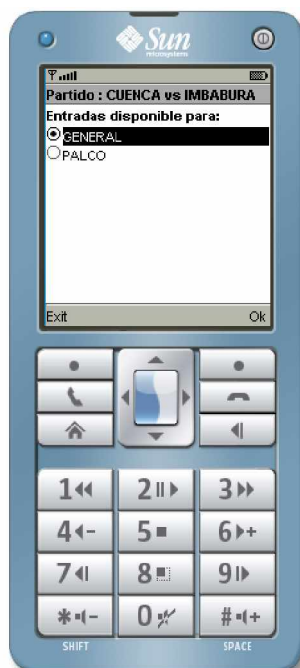 Sun
microsystems
Partido : CUENCA vs IMBABURA
Entradas disponible para:
GENERAL
PALCO
Exit
Ok
1
2
3
4 -
5
6 +
7
8
9
* -
0
# +
SHIFT
SPACE